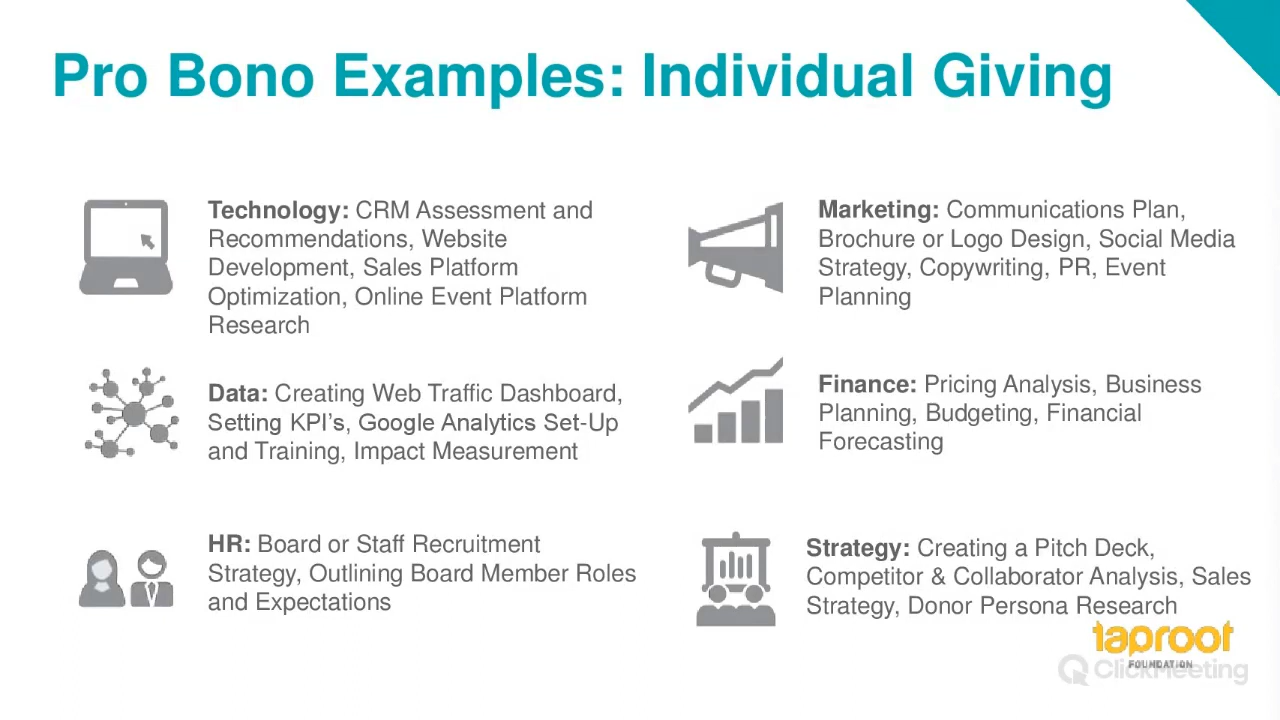 Pro Bono Examples: Individual Giving
Technology: CRM Assessment and
Recommendations, Website
Development, Sales Platform
Optimization, Online Event Platform
Research
Marketing: Communications Plan,
Brochure or Logo Design, Social Media
Strategy, Copywriting, PR, Event
Planning
Data: Creating Web Traffic Dashboard,
Setting KPI's, Google Analytics Set-Up
and Training, Impact Measurement
Finance: Pricing Analysis, Business
Planning, Budgeting, Financial
Forecasting
HR: Board or Staff Recruitment
Strategy, Outlining Board Member Roles
and Expectations
Strategy: Creating a Pitch Deck,
Competitor & Collaborator Analysis, Sales
Strategy, Donor Persona Research
taproot
FOUNDATION
ClickMeeting